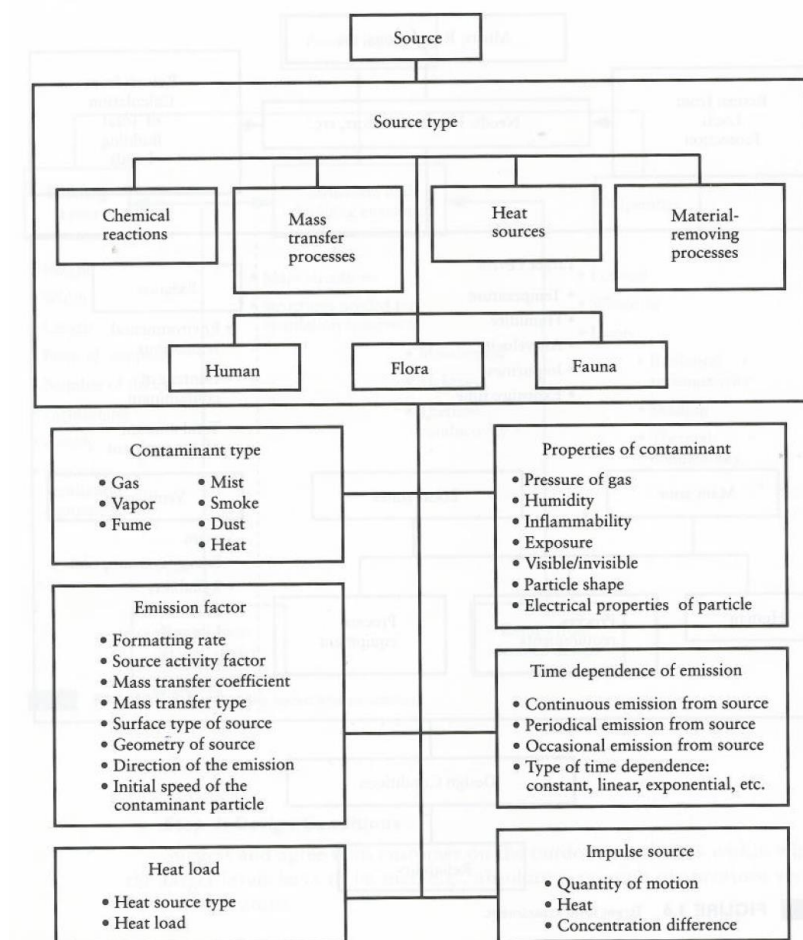 Source
Source type
Chemical
reactions
Mass
transfer
processes
Heat
sources
Material-
removing
processes
Human
Flora
Fauna
Contaminant type
• Gas
• Vapor
• Fume
• Mist
• Smoke
• Dust
• Heat
Properties of contaminant
• Pressure of gas
• Humidity
• Inflammability
• Exposure
• Visible/invisible
• Particle shape
• Electrical properties of particle
Emission factor
• Formatting rate
• Source activity factor
• Mass transfer coefficient
• Mass transfer type
• Surface type of source
• Geometry of source
• Direction of the emission
• Initial speed of the
contaminant particle
Time dependence of emission
• Continuous emission from source
• Periodical emission from source
• Occasional emission from source
• Type of time dependence:
constant, linear, exponential, etc.
Heat load
• Heat source type
• Heat load
Impulse source
• Quantity of motion
• Heat
• Concentration difference